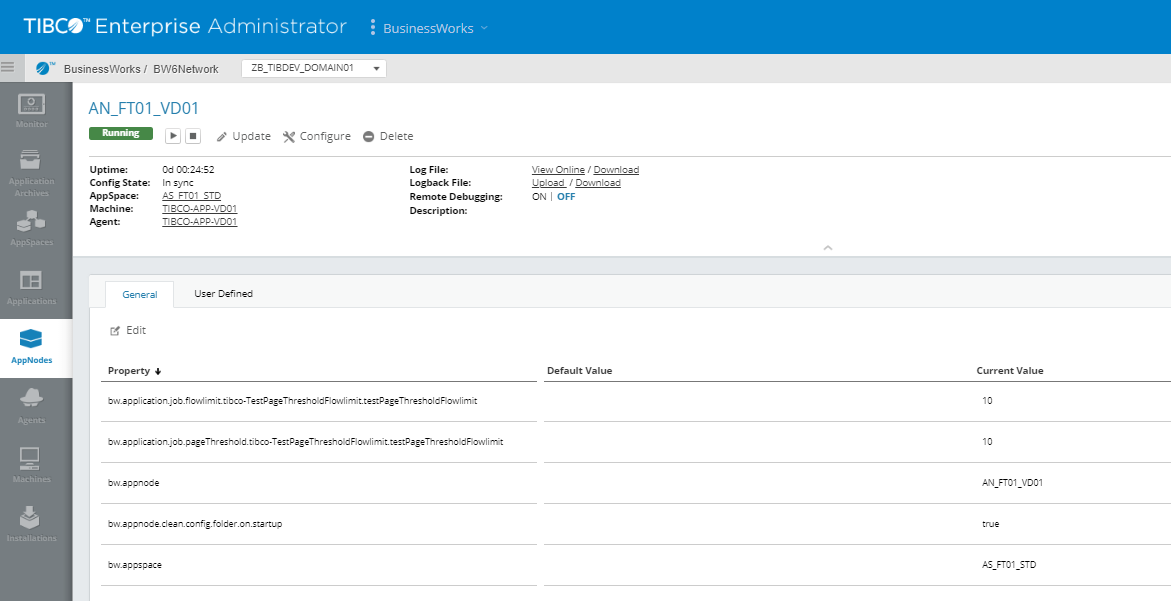 TIBCO™ Enterprise Administrator
BusinessWorks
BusinessWorks / BW6Network
ZB_TIBDEV_DOMAIN01
Monitor
Application
Archives
AppSpaces
Applications
AppNodes
Agents
Machines
Installations
AN_FT01_VD01
Running
Update
Configure
Delete
Uptime: 0d 00:24:52
Config State: In sync
AppSpace: AS_FT01_STD
Machine: TIBCO-APP-VD01
Agent: TIBCO-APP-VD01
Log File: View Online / Download
Logback File: Upload / Download
Remote Debugging: ON | OFF
Description:
General
User Defined
Edit
Property Default Value Current Value
bw.application.job.flowlimit.tibco-TestPageThresholdFlowlimit.testPageThresholdFlowlimit 10
bw.application.job.pageThreshold.tibco-TestPageThresholdFlowlimit.testPageThresholdFlowlimit 10
bw.appnode AN_FT01_VD01
bw.appnode.clean.config.folder.on.startup true
bw.appspace AS_FT01_STD